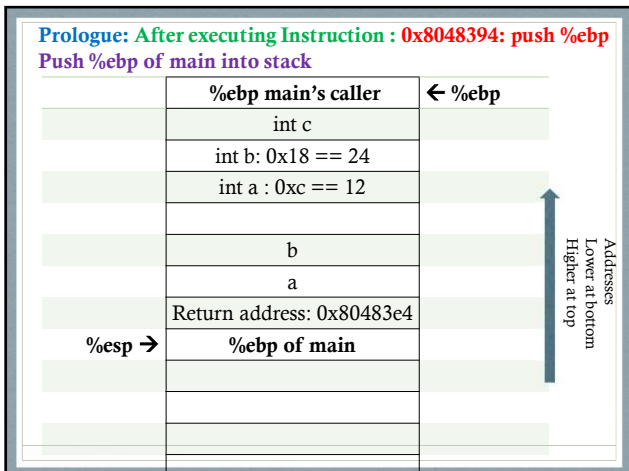 Prologue: After executing Instruction : 0x8048394: push %ebp
Push %ebp of main into stack
%ebp main's caller
← %ebp
int c
int b: 0x18 == 24
int a : 0xc == 12
b
a
Return address: 0x80483e4
%esp →
%ebp of main
Addresses
Lower at bottom
Higher at top